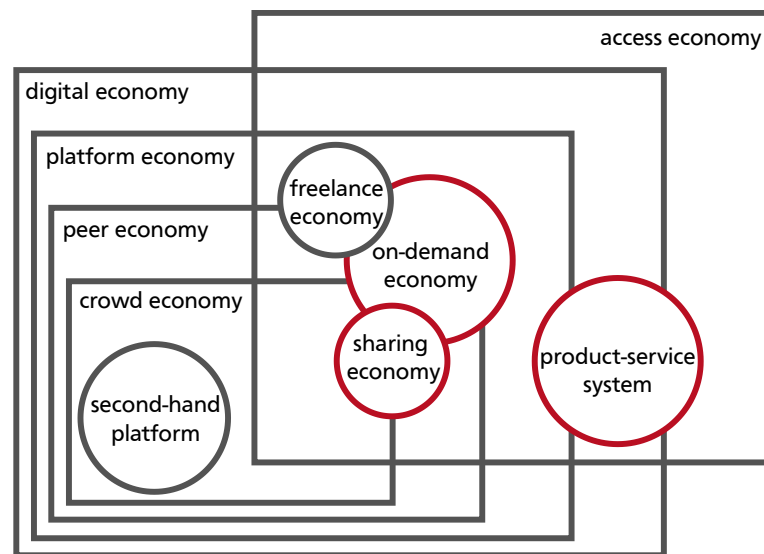 access economy
digital economy
platform economy
freelance
economy
peer economy
on-demand
economy
crowd economy
sharing
economy
product-service
system
second-hand
platform